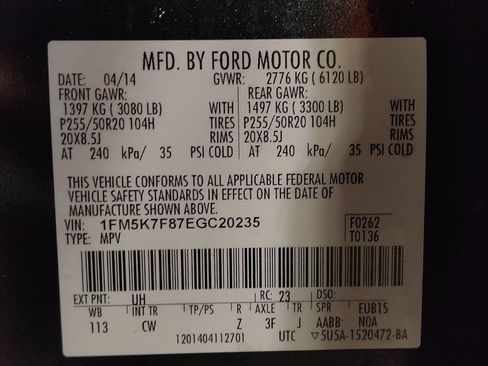 MFD. BY FORD MOTOR CO.
DATE: 04/14 GVWR: 2776 KG ( 6120 LB)
FRONT GAWR: REAR GAWR:
1397 KG ( 3080 LB) WITH 1497 KG ( 3300 LB) WITH
P255/50R20 104H TIRES P255/50R20 104H TIRES
20X8.5J RIMS 20X8.5J RIMS
AT 240 kPa/ 35 PSI COLD AT 240 kPa/ 35 PSI COLD
THIS VEHICLE CONFORMS TO ALL APPLICABLE FEDERAL MOTOR
VEHICLE SAFETY STANDARDS IN EFFECT ON THE DATE OF
MANUFACTURE SHOWN ABOVE.
VIN: 1FM5K7F87EGC20235 F0262
TYPE: MPV T0136
EXT PNT: UH RC: 23 DSO:
WB INT TR TP/PS R AXLE TR SPR EUB1S
113 CW Z 3F J AABB N0A
1201404112701 UTC ▽5U5A-1520472-BA